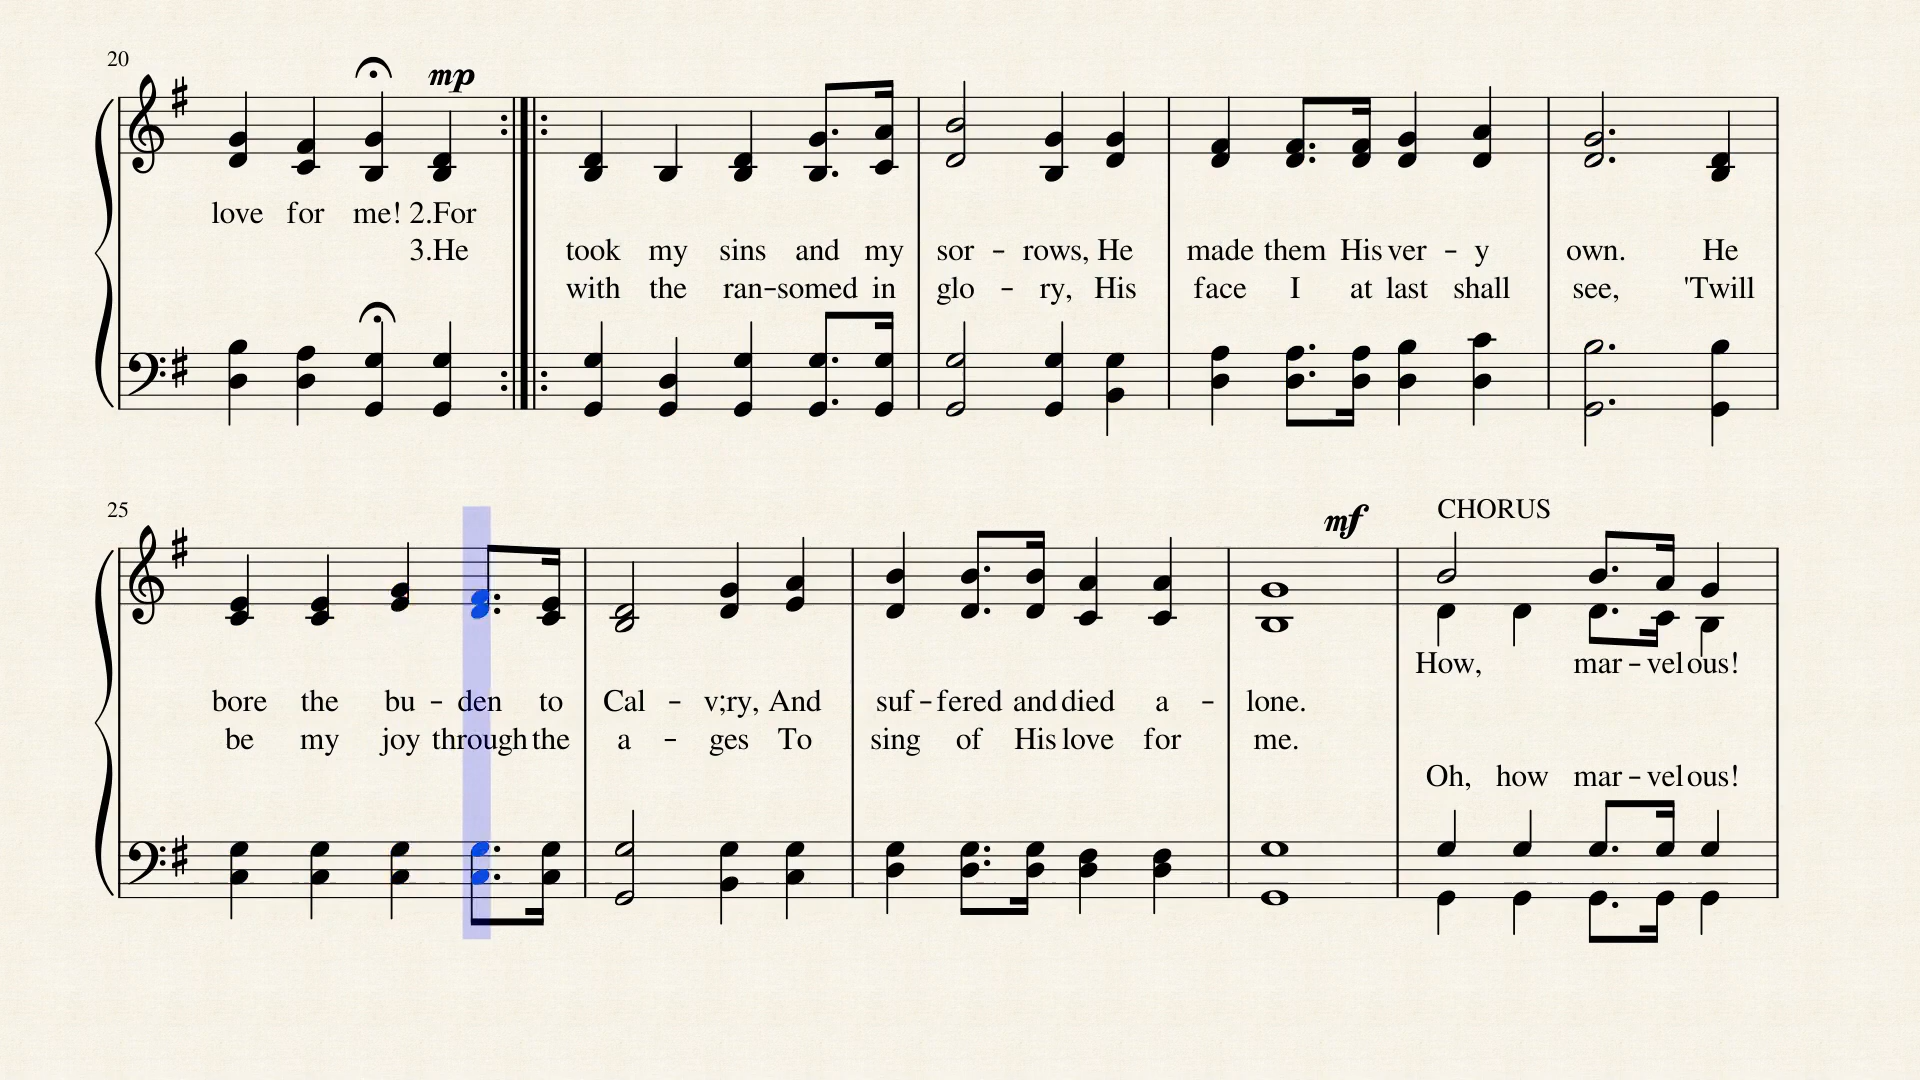 20
mp
love for me! 2.For
3.He took my sins and my sor - rows, He made them His ver - y own. He
with the ran-somed in glo - ry, His face I at last shall see, 'Twill
25
mf
CHORUS
How, mar - vel ous!
bore the bu - den to Cal - v;ry, And suf - fered and died a - lone.
be my joy through the a - ges To sing of His love for me.
Oh, how mar - vel ous!